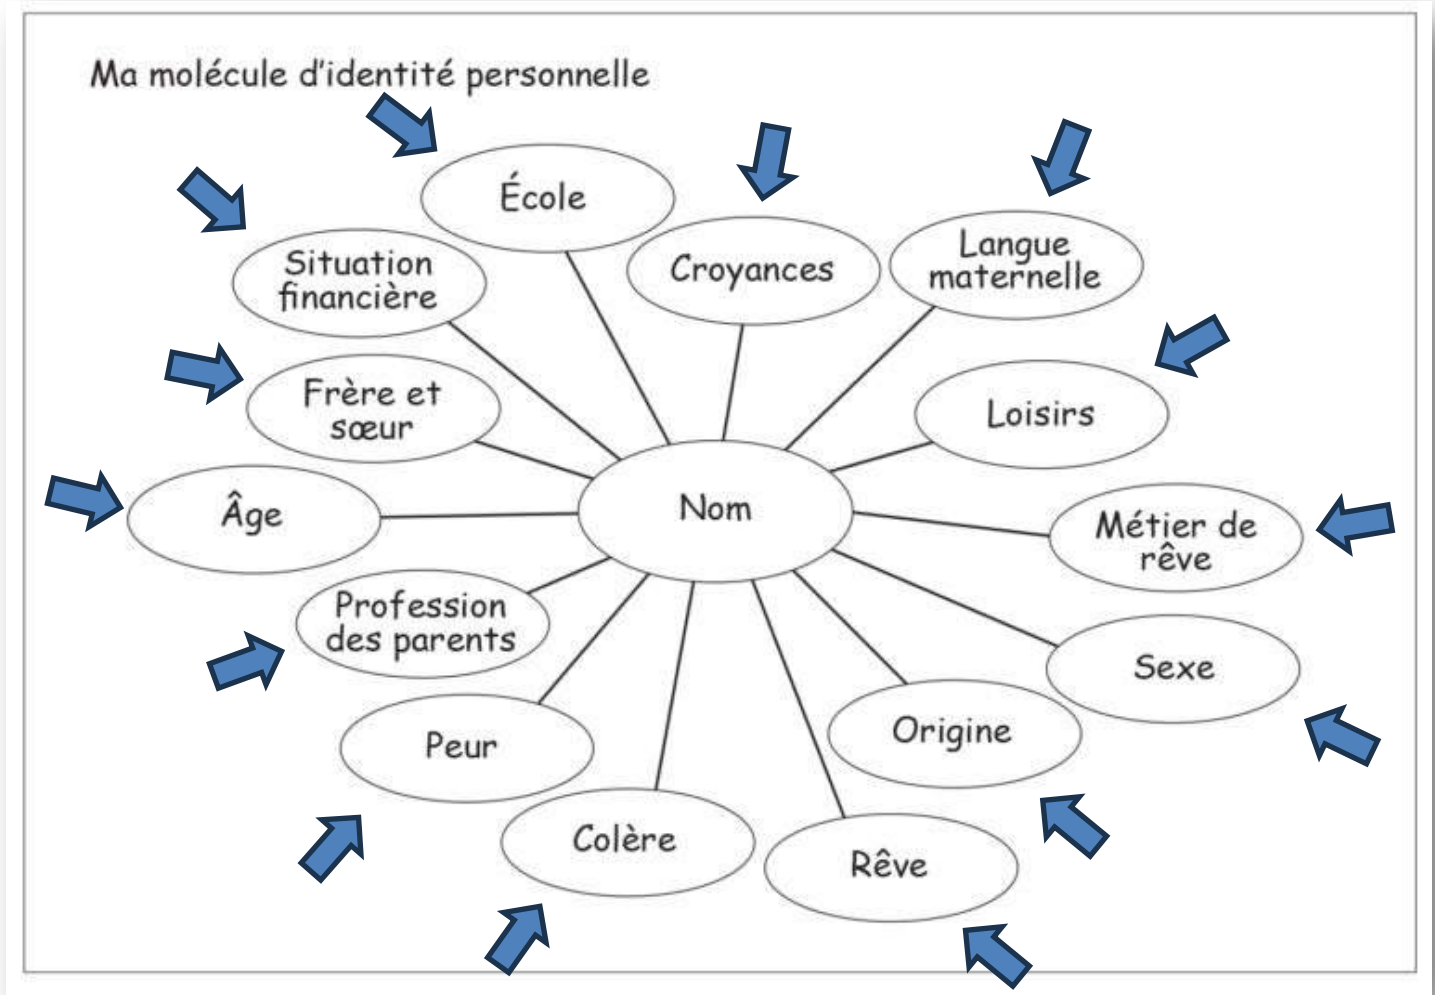 Ma molécule d'identité personnelle
École
Croyances
Langue
maternelle
Situation
financière
Loisirs
Frère et
sœur
Âge
Nom
Métier de
rêve
Profession
des parents
Sexe
Origine
Peur
Colère
Rêve